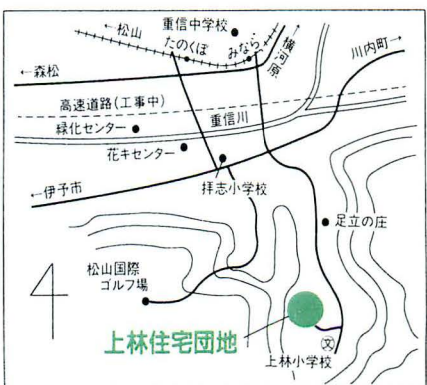 ←松山
重信中学校
たのくぼ
みなら
→横河原
川内町→
←森松
高速道路(工事中)
重信川
緑化センター
花キセンター
←伊予市
拝志小学校
足立の庄
松山国際
ゴルフ場
上林住宅団地
文
上林小学校